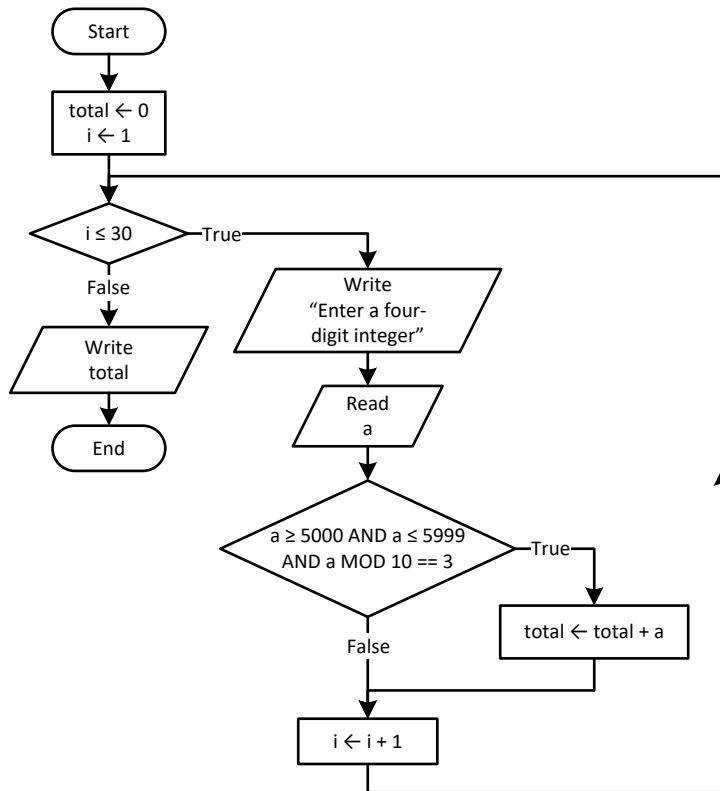 Start
total ← 0
i ← 1
i ≤ 30
True
False
Write
total
End
Write
“Enter a four-
digit integer”
Read
a
a ≥ 5000 AND a ≤ 5999
AND a MOD 10 == 3
True
total ← total + a
False
i ← i + 1